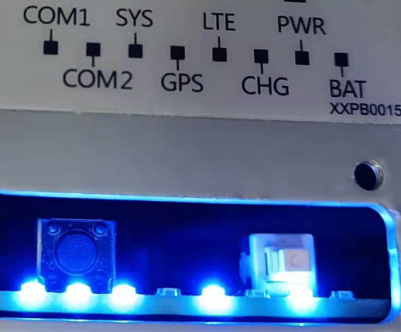 COM1 SYS LTE PWR
COM2 GPS CHG BAT
XXPB0015